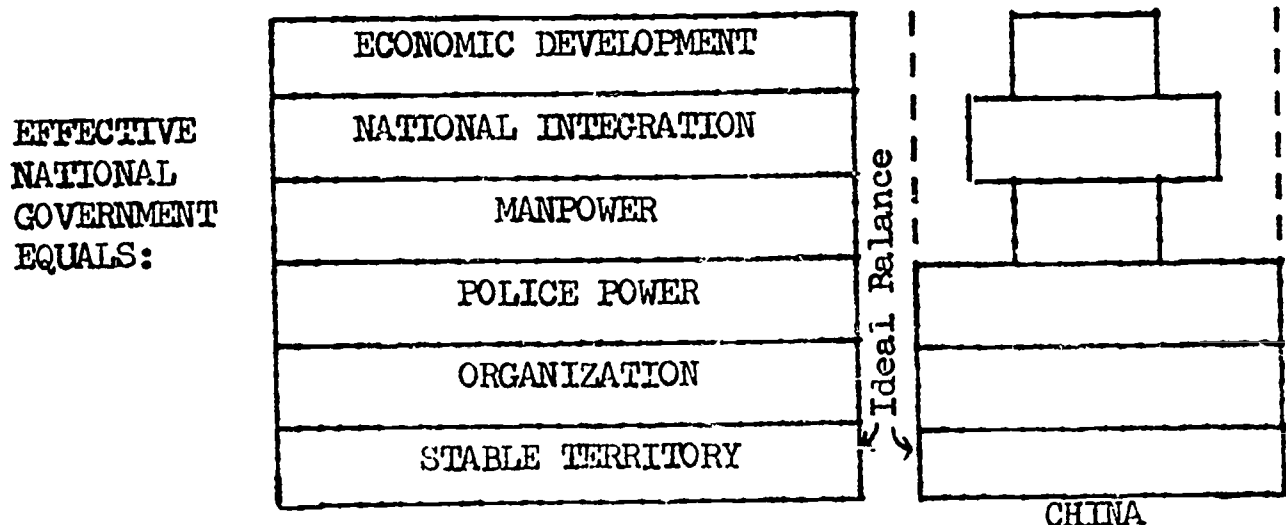 EFFECTIVE
NATIONAL
GOVERNMENT
EQUALS:
ECONOMIC DEVELOPMENT
NATIONAL INTEGRATION
MANPOWER
POLICE POWER
ORGANIZATION
STABLE TERRITORY
Ideal Balance
CHINA